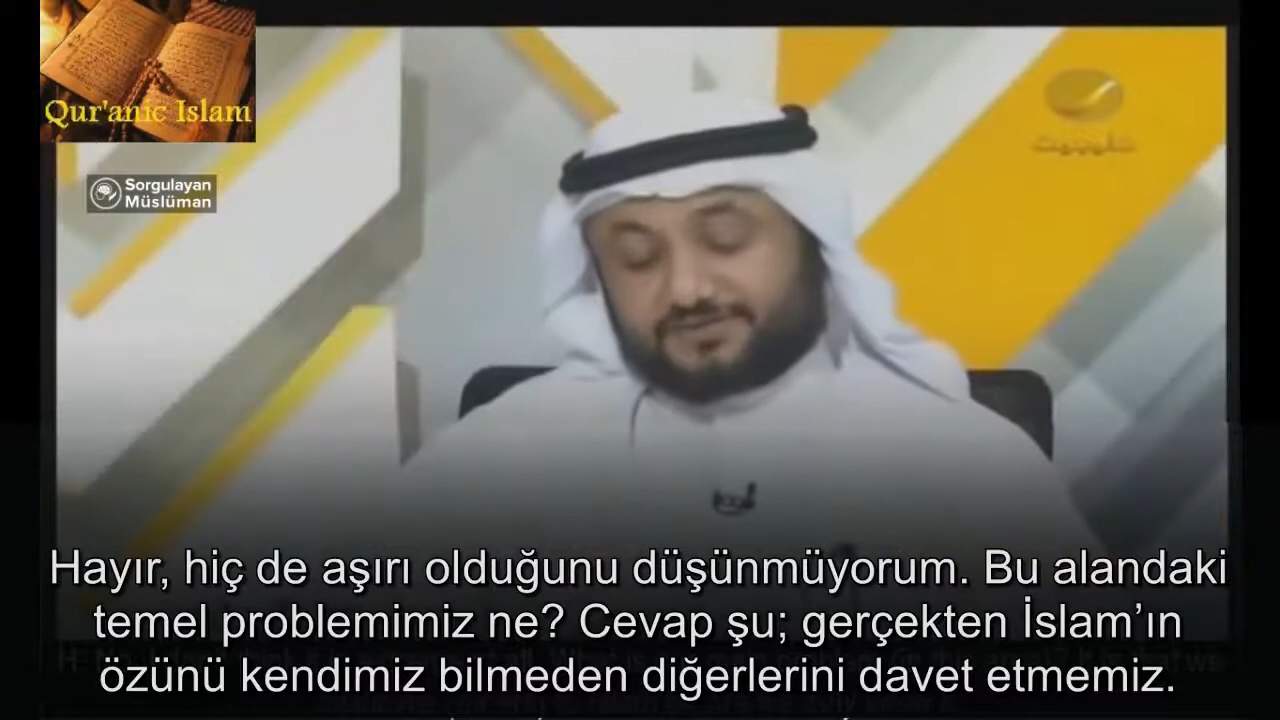 Qur'anic Islam
Sorgulayan
Müslüman
Hayır, hiç de aşırı olduğunu düşünmüyorum. Bu alandaki
temel problemimiz ne? Cevap şu; gerçekten İslam’ın
özünü kendimiz bilmeden diğerlerini davet etmemiz.